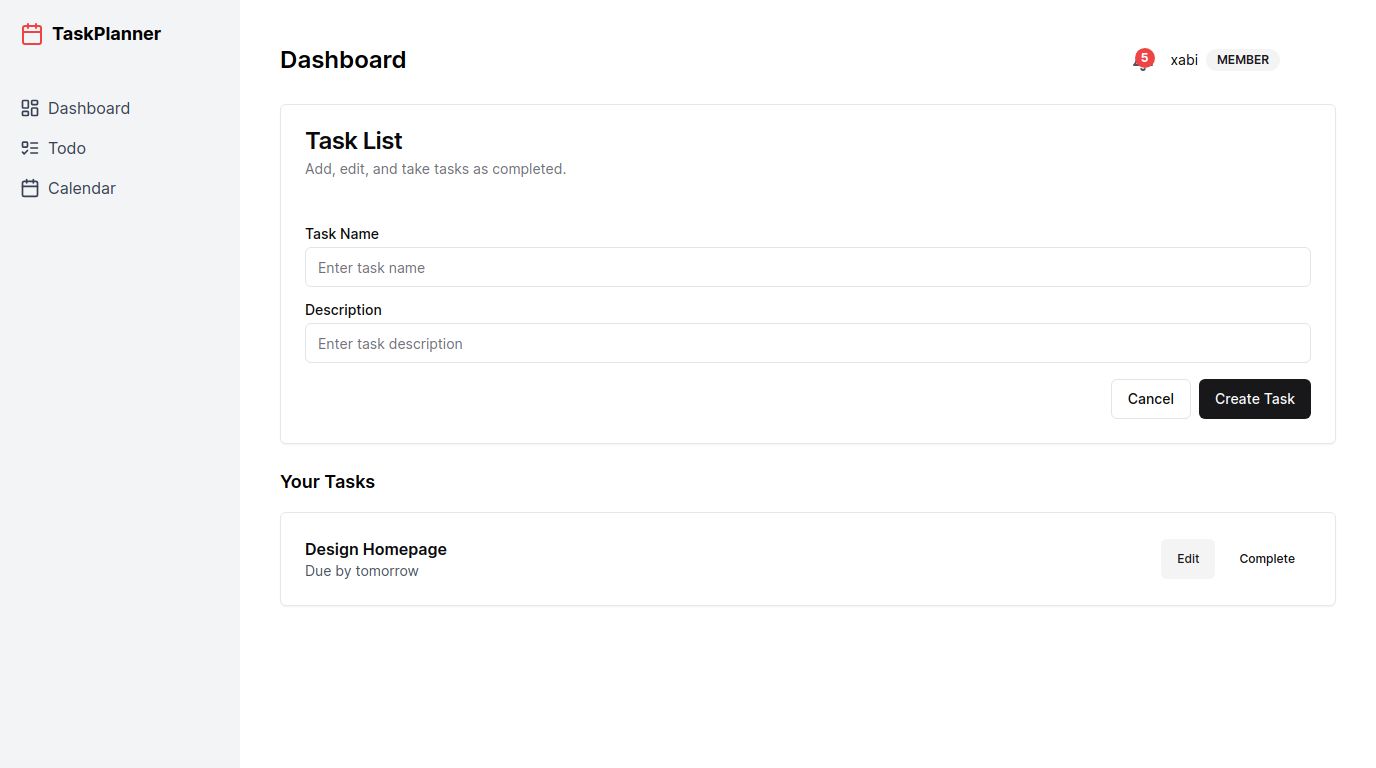 TaskPlanner
Dashboard
Todo
Calendar
Dashboard
5
xabi MEMBER
Task List
Add, edit, and take tasks as completed.
Task Name
Enter task name
Description
Enter task description
Cancel Create Task
Your Tasks
Design Homepage
Due by tomorrow
Edit Complete